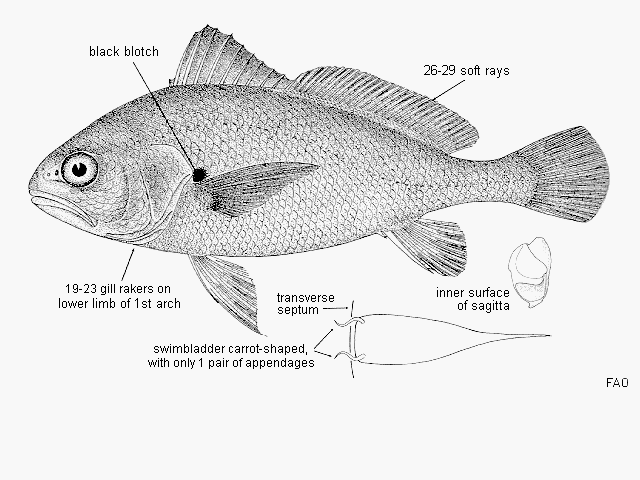 black blotch
26-29 soft rays
19-23 gill rakers on
lower limb of 1st arch
transverse
septum
inner surface
of sagitta
swimbladder carrot-shaped,
with only 1 pair of appendages
FAO